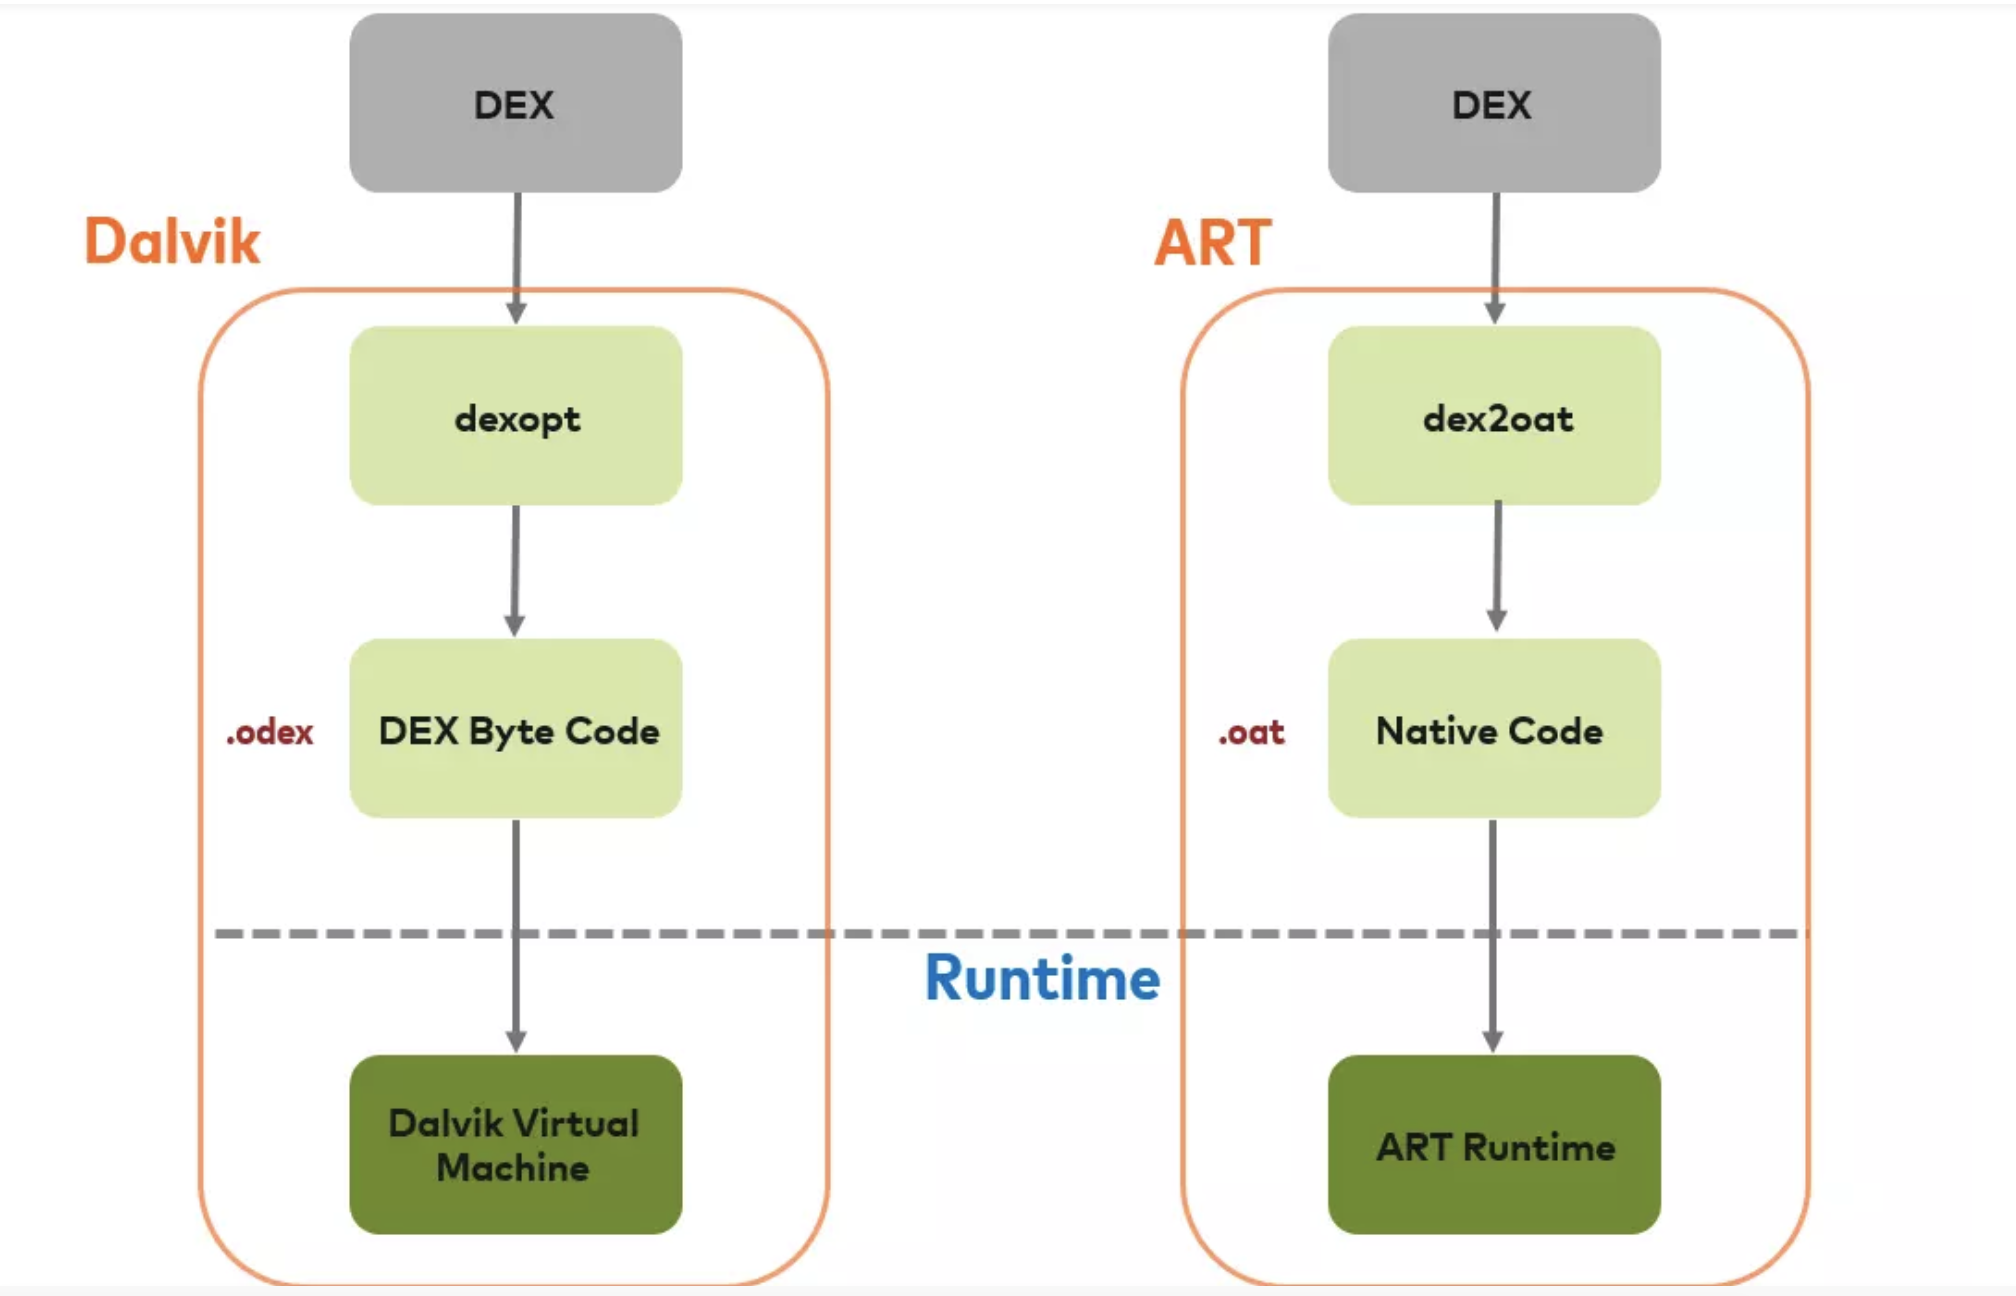 DEX
Dalvik
dexopt
.odex
DEX Byte Code
Dalvik Virtual
Machine
DEX
ART
dex2oat
.oat
Native Code
Runtime
ART Runtime